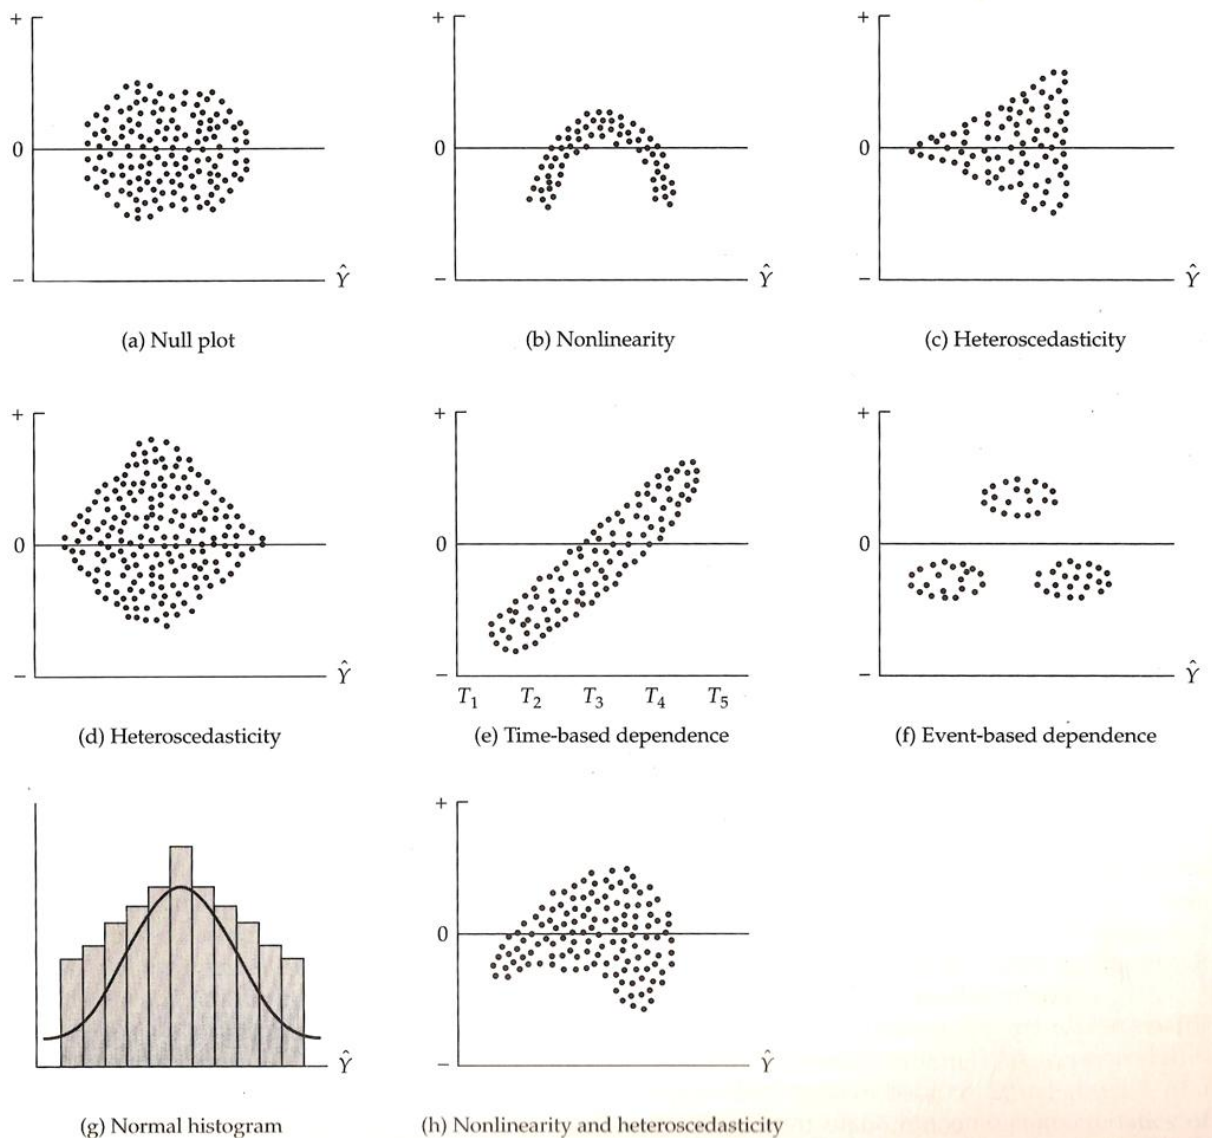 +
0
−
Ŷ
(a) Null plot
+
0
−
Ŷ
(b) Nonlinearity
+
0
−
Ŷ
(c) Heteroscedasticity
+
0
−
Ŷ
(d) Heteroscedasticity
+
0
−
T₁ T₂ T₃ T₄ T₅
(e) Time-based dependence
+
0
−
Ŷ
(f) Event-based dependence
Ŷ
(g) Normal histogram
+
0
−
Ŷ
(h) Nonlinearity and heteroscedasticity